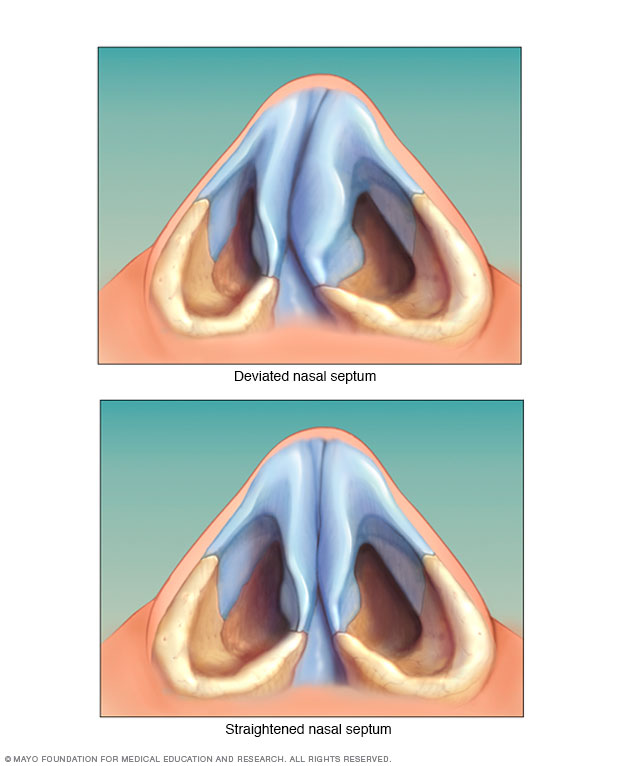 Deviated nasal septum
Straightened nasal septum
© MAYO FOUNDATION FOR MEDICAL EDUCATION AND RESEARCH. ALL RIGHTS RESERVED.